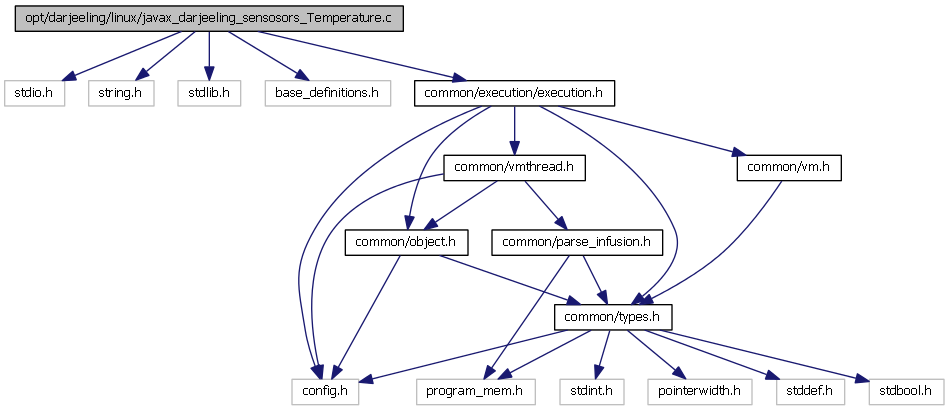 opt/darjeeling/linux/javax_darjeeling_sensosors_Temperature.c
stdio.h
string.h
stdlib.h
base_definitions.h
common/execution/execution.h
common/vmthread.h
common/vm.h
common/object.h
common/parse_infusion.h
common/types.h
config.h
program_mem.h
stdint.h
pointerwidth.h
stddef.h
stdbool.h